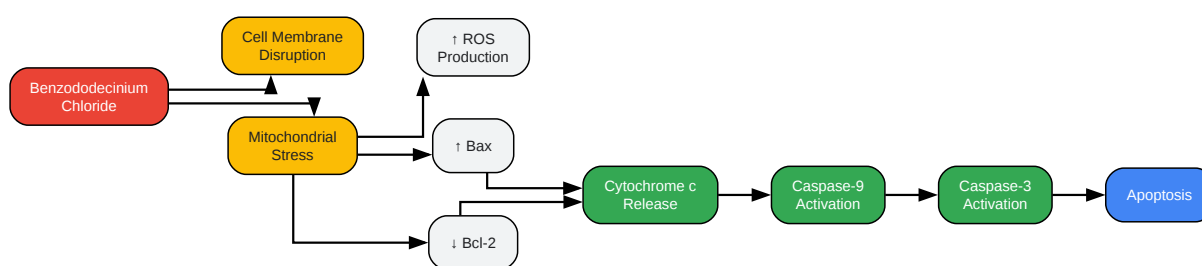 Benzododecinium
Chloride
Cell Membrane
Disruption
Mitochondrial
Stress
↑ ROS
Production
↑ Bax
↓ Bcl-2
Cytochrome c
Release
Caspase-9
Activation
Caspase-3
Activation
Apoptosis